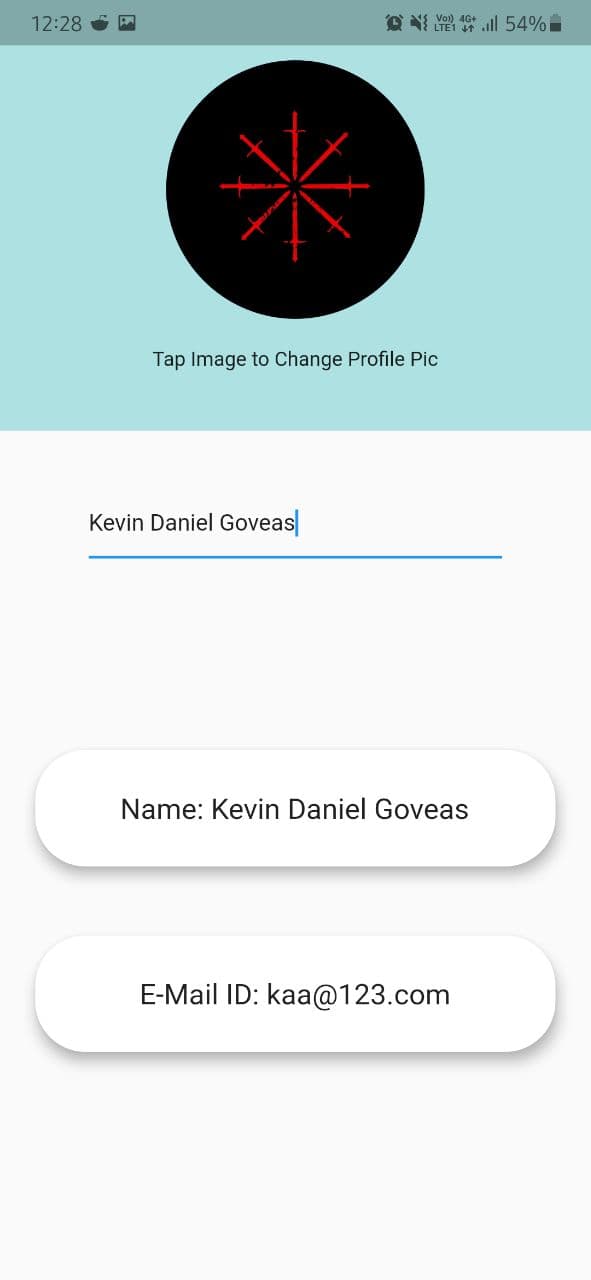 12:28 Vo)) LTE1 4G+ 54%
Tap Image to Change Profile Pic
Kevin Daniel Goveas
Name: Kevin Daniel Goveas
E-Mail ID: kaa@123.com